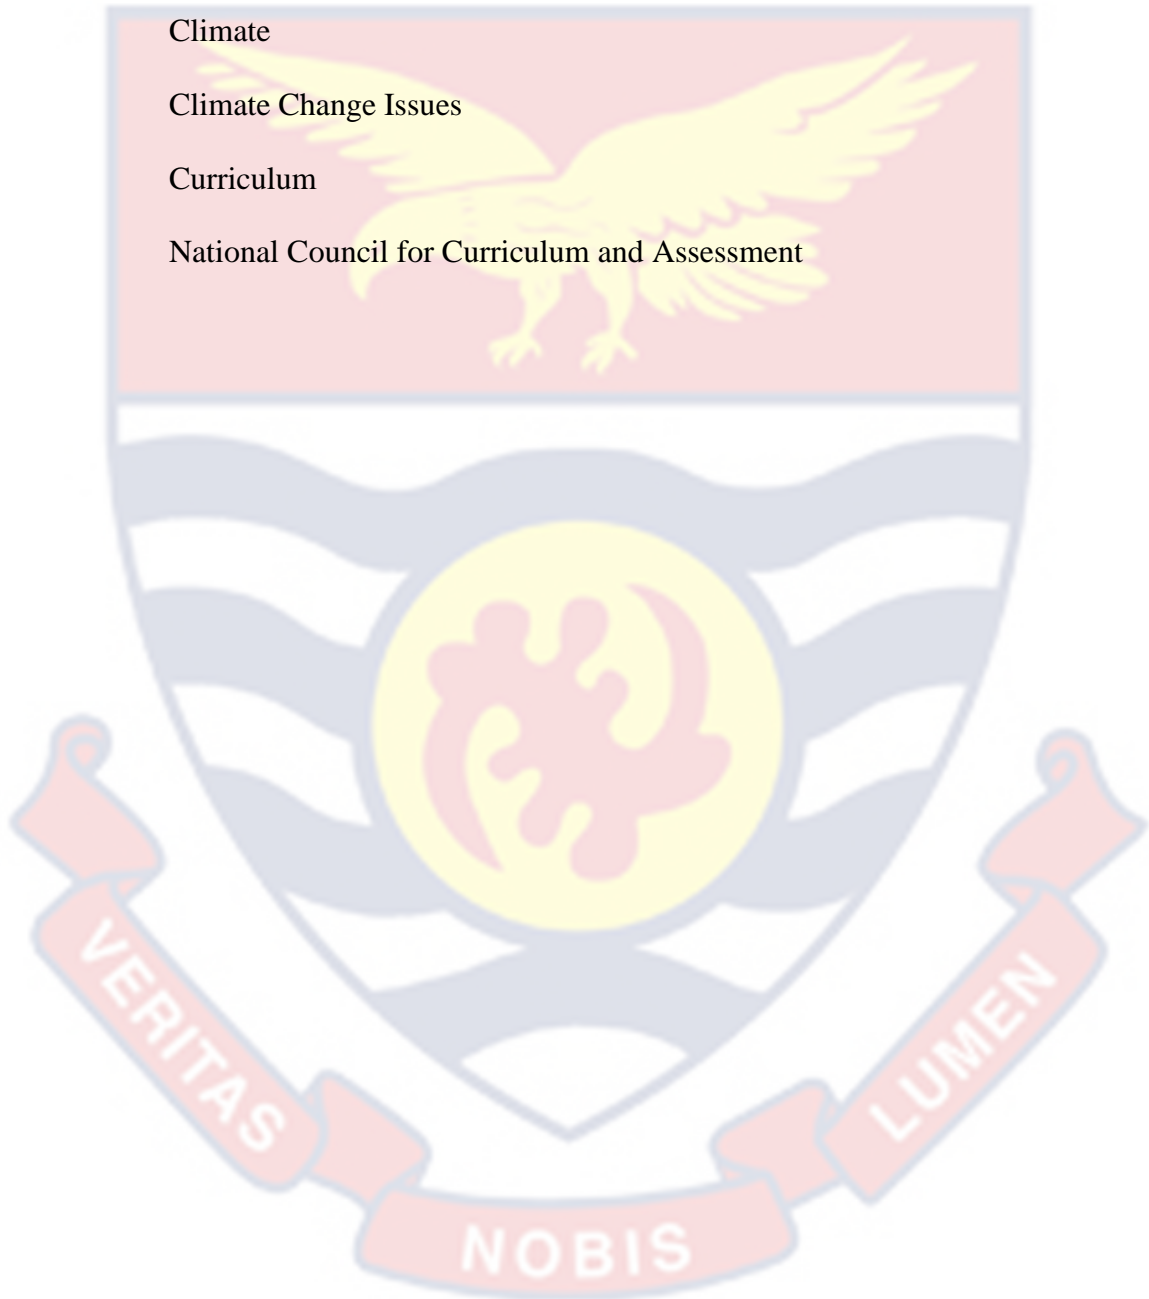 Climate
Climate Change Issues
Curriculum
National Council for Curriculum and Assessment
VERITAS
NOBIS
LUMEN